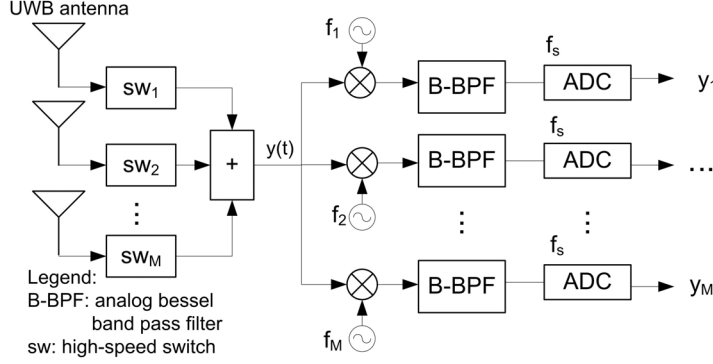 UWB antenna
sw1
sw2
⋮
swM
+
y(t)
f1
B-BPF
fs
ADC
y1
f2
B-BPF
fs
ADC
...
⋮
⋮
fM
B-BPF
fs
ADC
yM
Legend:
B-BPF: analog bessel
band pass filter
sw: high-speed switch